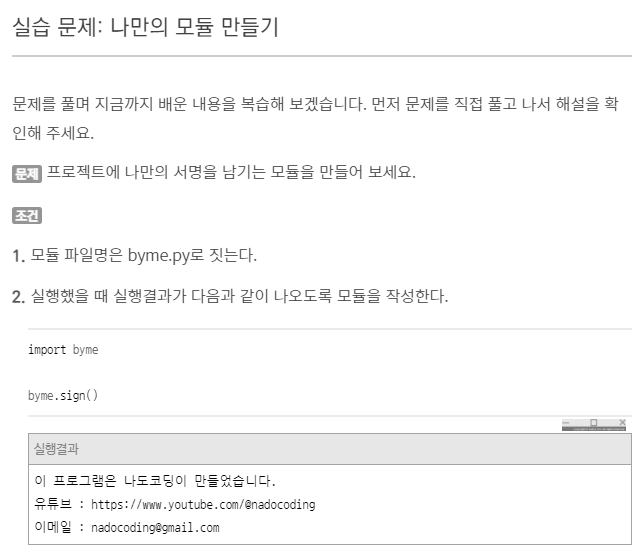 실습 문제: 나만의 모듈 만들기
문제를 풀며 지금까지 배운 내용을 복습해 보겠습니다. 먼저 문제를 직접 풀고 나서 해설을 확
인해 주세요.
문제 프로젝트에 나만의 서명을 남기는 모듈을 만들어 보세요.
조건
1. 모듈 파일명은 byme.py로 짓는다.
2. 실행했을 때 실행결과가 다음과 같이 나오도록 모듈을 작성한다.
import byme
byme.sign()
실행결과
이 프로그램은 나도코딩이 만들었습니다.
유튜브 : https://www.youtube.com/@nadocoding
이메일 : nadocoding@gmail.com